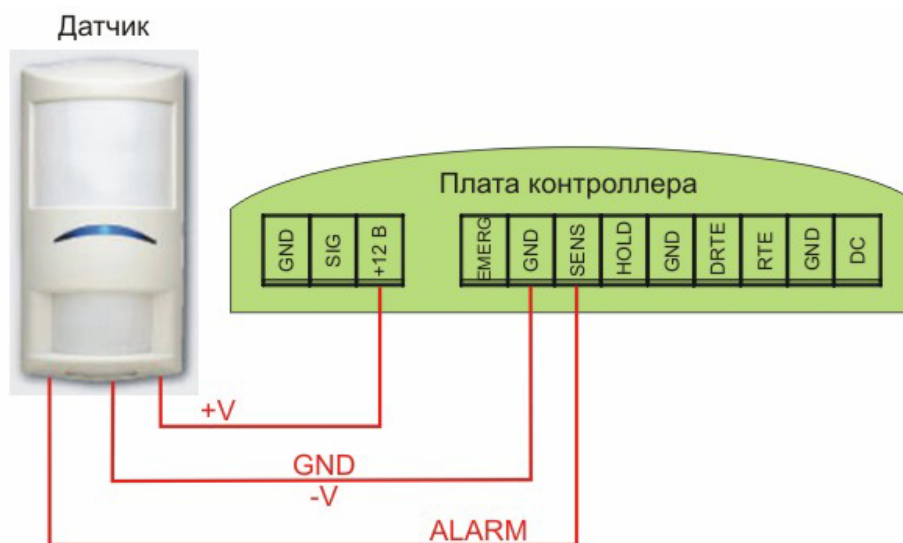 Датчик
Плата контроллера
GND
SIG
+12 В
EMERG
GND
SENS
HOLD
GND
DRTE
RTE
GND
DC
+V
GND
-V
ALARM